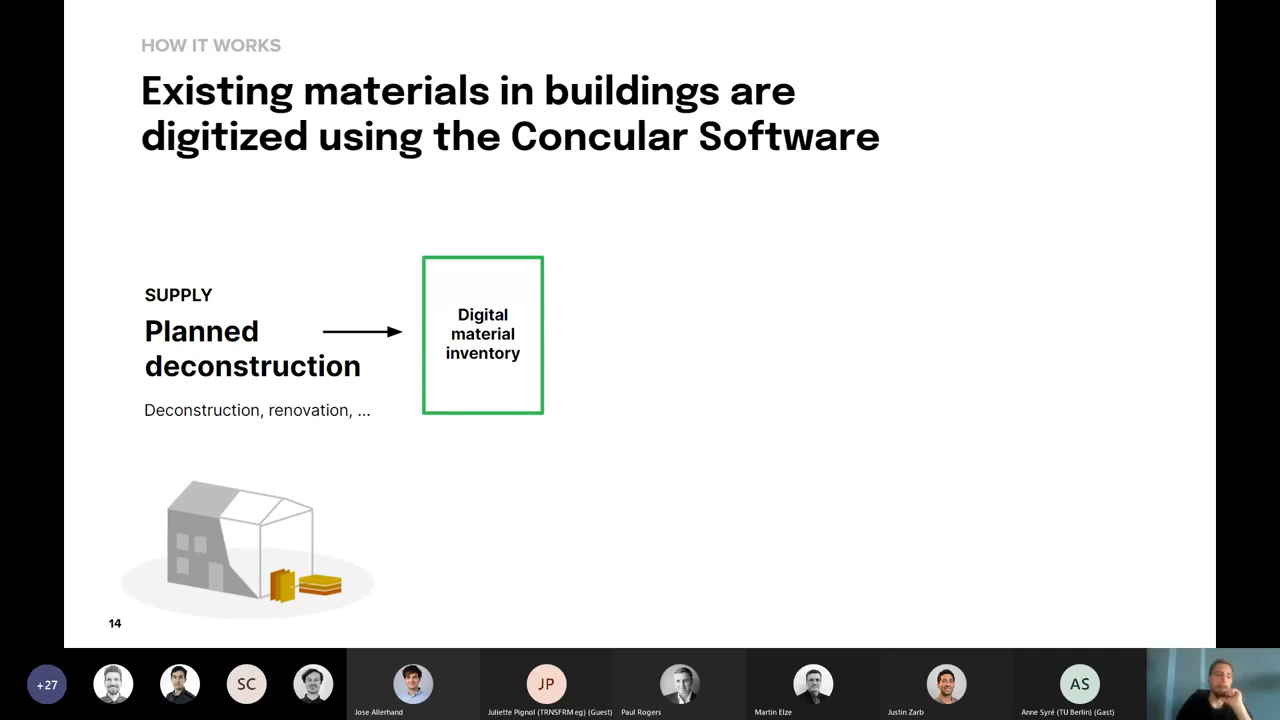 HOW IT WORKS
Existing materials in buildings are
digitized using the Concular Software
SUPPLY
Planned
deconstruction
Deconstruction, renovation, ...
Digital
material
inventory
14
+27
SC
JP
AS
Jose Allerhand
Juliette Pignol (TRNSFRM eg) (Guest)
Paul Rogers
Martin Elze
Justin Zarb
Anne Syré (TU Berlin) (Gast)